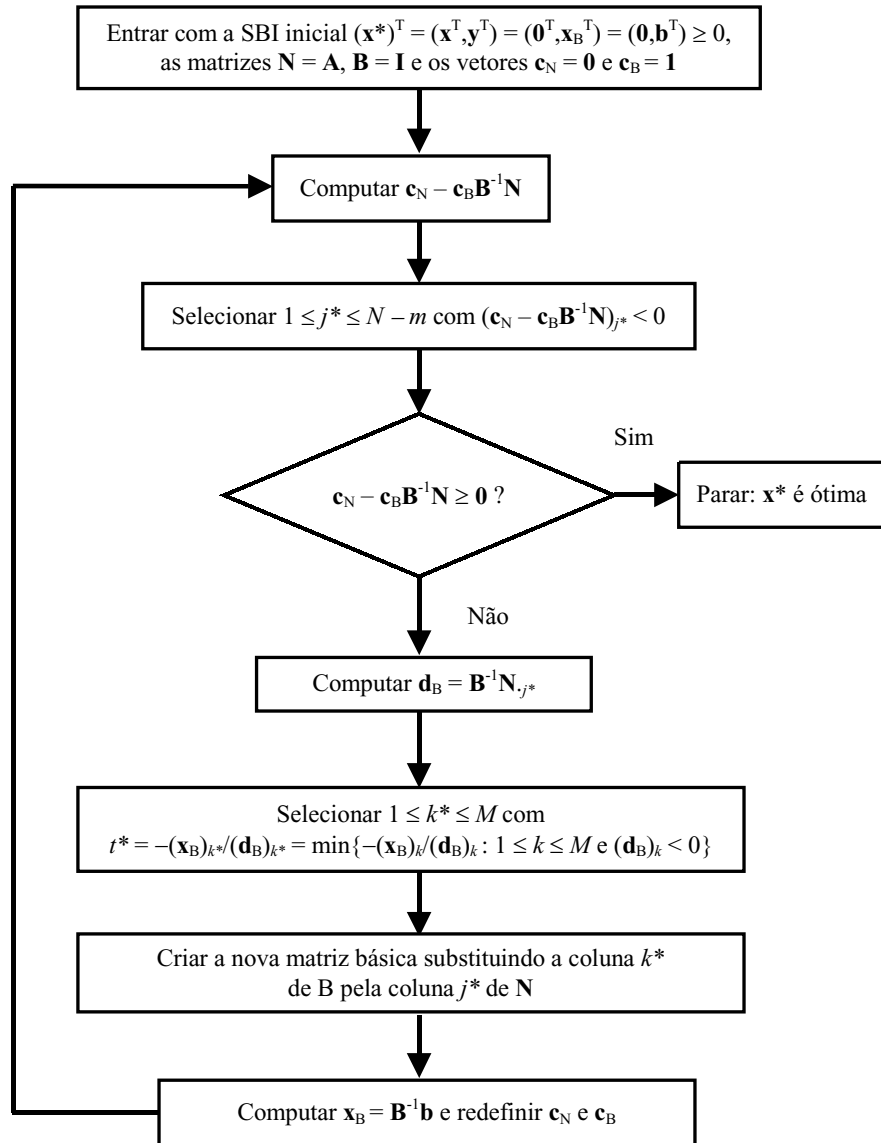 Entrar com a SBI inicial (x*)ᵀ = (xᵀ,yᵀ) = (0ᵀ,x_Bᵀ) = (0,bᵀ) ≥ 0,
as matrizes N = A, B = I e os vetores c_N = 0 e c_B = 1
Computar c_N – c_BB⁻¹N
Selecionar 1 ≤ j* ≤ N – m com (c_N – c_BB⁻¹N)_j* < 0
Sim
c_N – c_BB⁻¹N ≥ 0 ?
Parar: x* é ótima
Não
Computar d_B = B⁻¹N._j*
Selecionar 1 ≤ k* ≤ M com
t* = –(x_B)_k*/(d_B)_k* = min{–(x_B)_k/(d_B)_k : 1 ≤ k ≤ M e (d_B)_k < 0}
Criar a nova matriz básica substituindo a coluna k*
de B pela coluna j* de N
Computar x_B = B⁻¹b e redefinir c_N e c_B